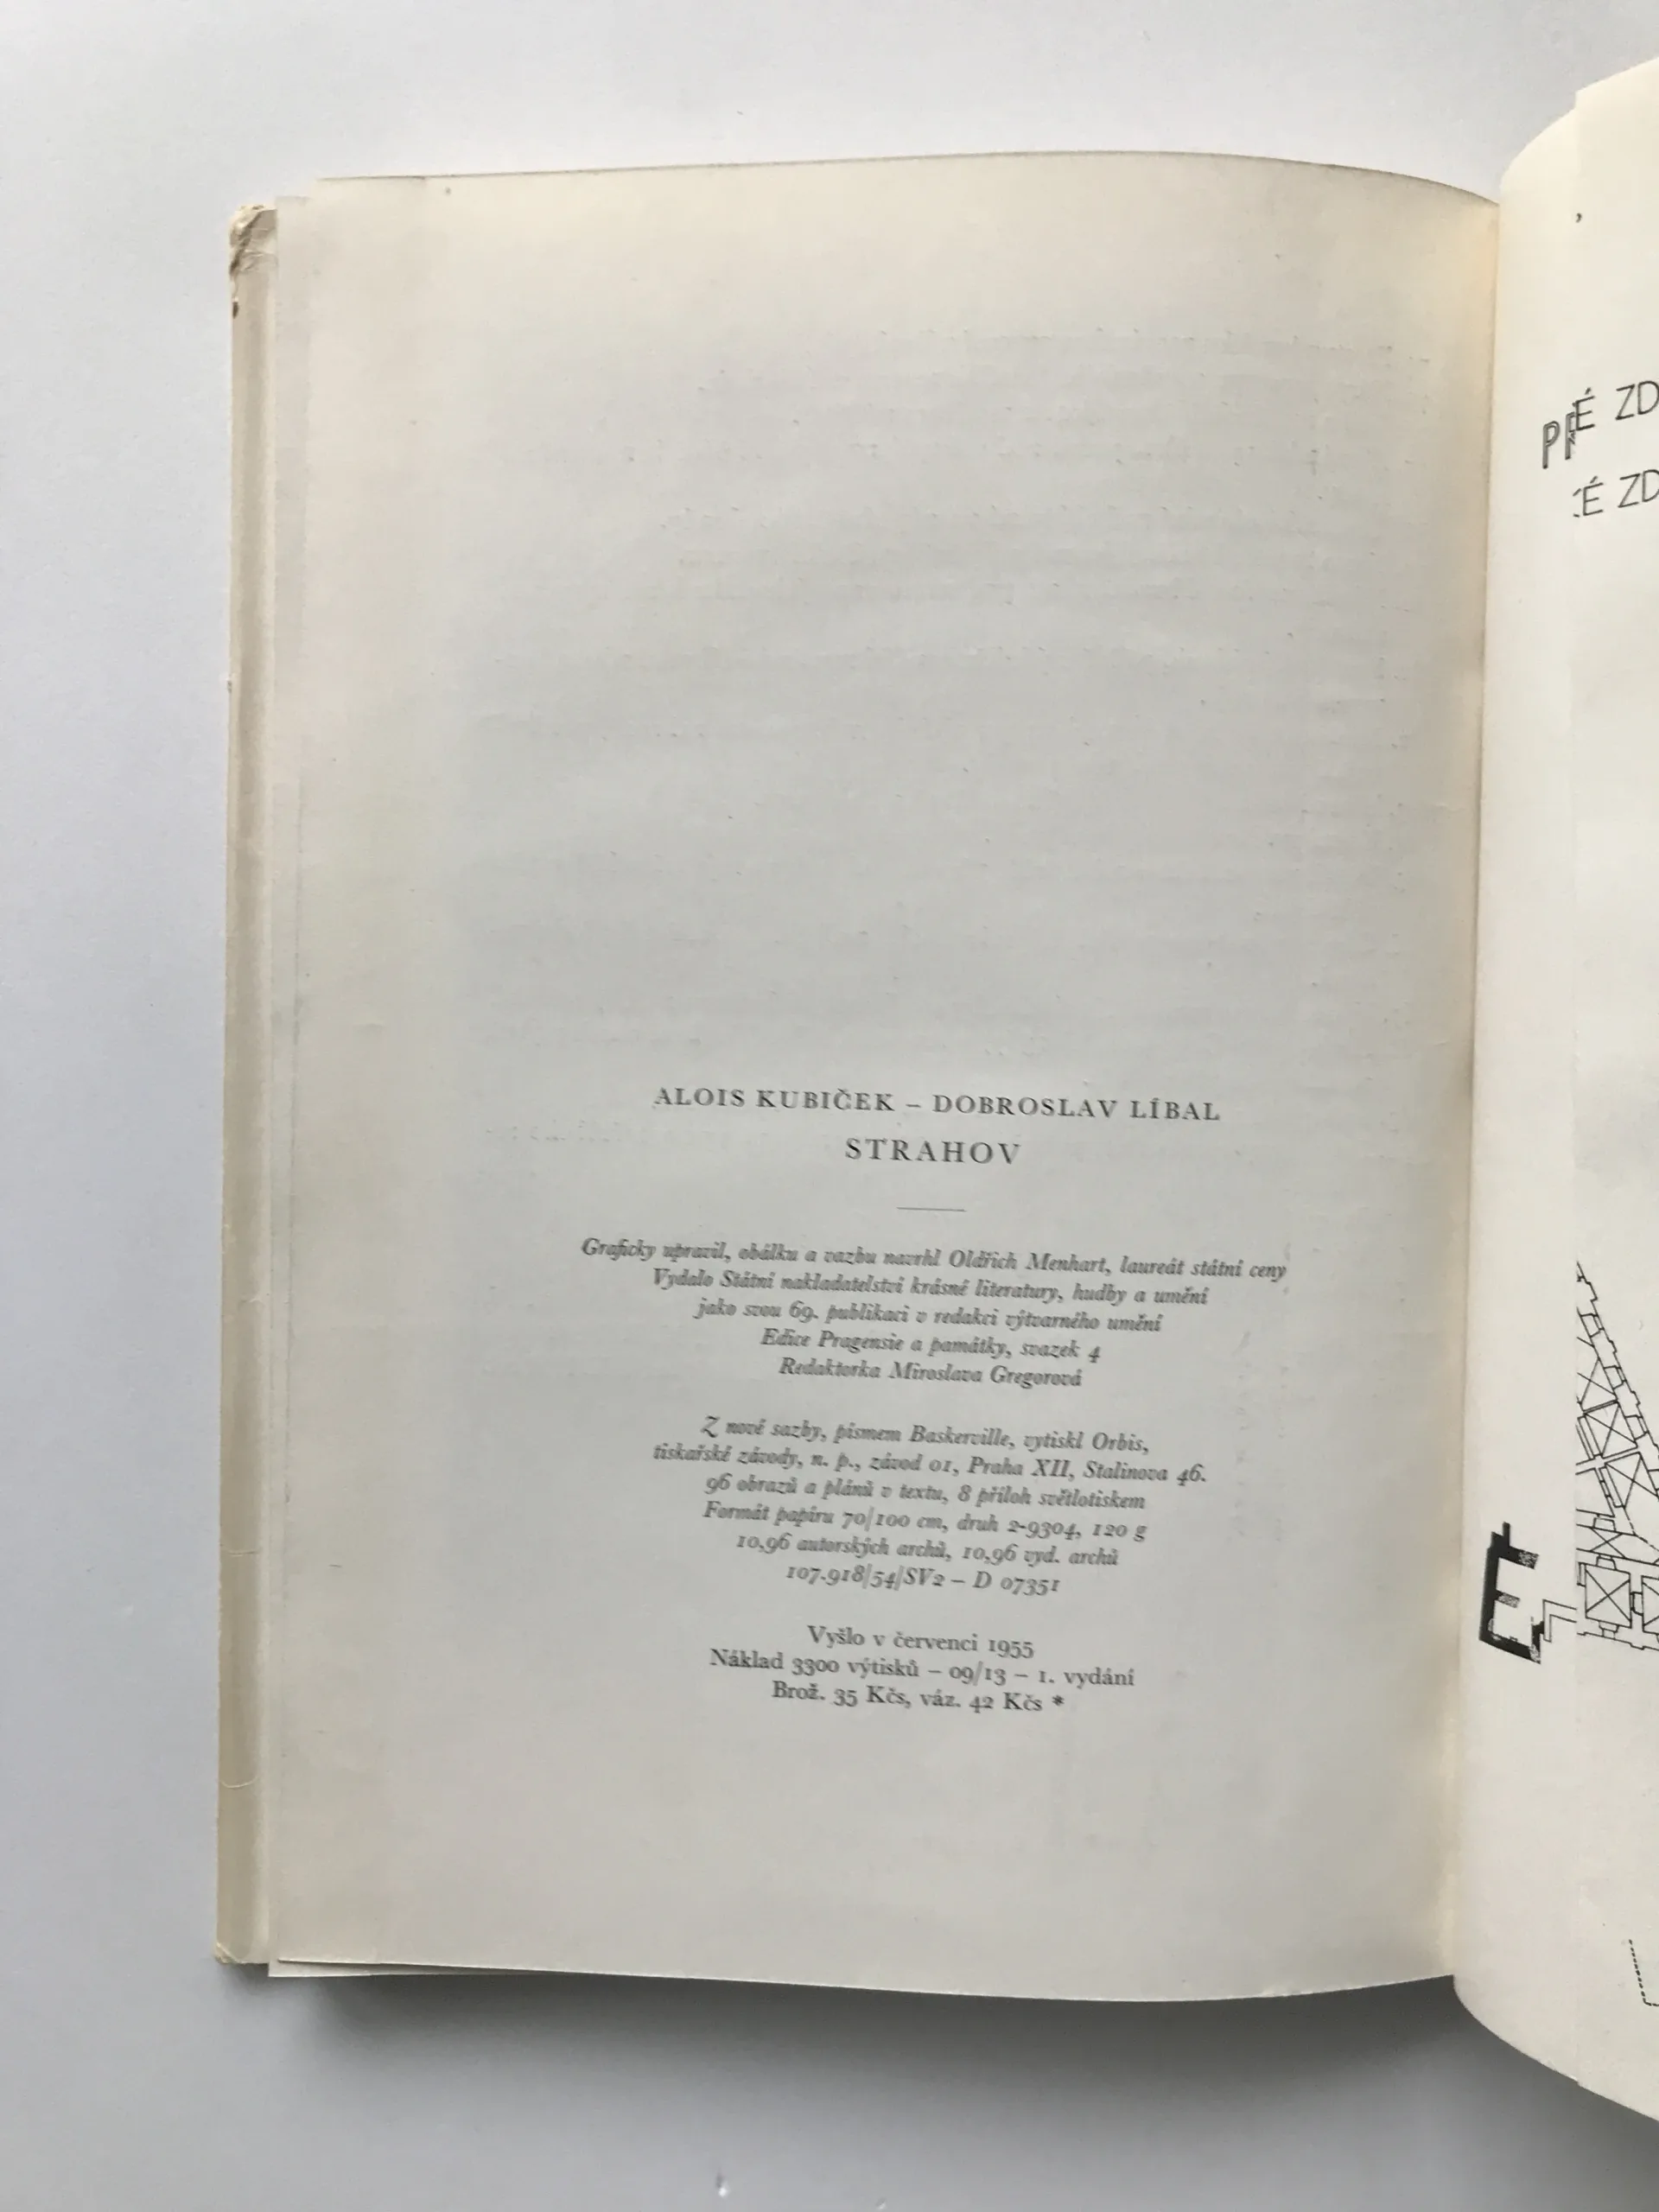 ALOIS KUBIČEK – DOBROSLAV LÍBAL
STRAHOV
Graficky upravil, obálku a vazbu navrhl Oldřich Menhart, laureát státní ceny
Vydalo Státní nakladatelství krásné literatury, hudby a umění
jako svou 69. publikaci v redakci výtvarného umění
Edice Pragensie a památky, svazek 4
Redaktorka Miroslava Gregorová
Z nové sazby, písmem Baskerville, vytiskl Orbis,
tiskařské závody, n. p., závod 01, Praha XII, Stalinova 46.
96 obrazů a plánů v textu, 8 příloh světlotiskem
Formát papíru 70/100 cm, druh 2-9304, 120 g
10,96 autorských archů, 10,96 vyd. archů
107.918/54/SV2 – D 07351
Vyšlo v červenci 1955
Náklad 3300 výtisků – 09/13 – 1. vydání
Brož. 35 Kčs, váz. 42 Kčs *
É ZD
É ZD